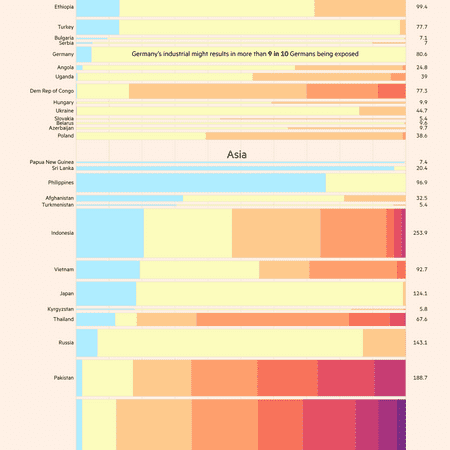 Ethiopia 99.4
Turkey 77.7
Bulgaria 7.1
Serbia 7
Germany Germany's industrial might results in more than 9 in 10 Germans being exposed 80.6
Angola 24.8
Uganda 39
Dem Rep of Congo 77.3
Hungary 9.9
Ukraine 44.7
Slovakia 5.4
Belarus 9.6
Azerbaijan 9.7
Poland 38.6
Asia
Papua New Guinea 7.4
Sri Lanka 20.4
Philippines 96.9
Afghanistan 32.5
Turkmenistan 5.4
Indonesia 253.9
Vietnam 92.7
Japan 124.1
Kyrgyzstan 5.8
Thailand 67.6
Russia 143.1
Pakistan 188.7